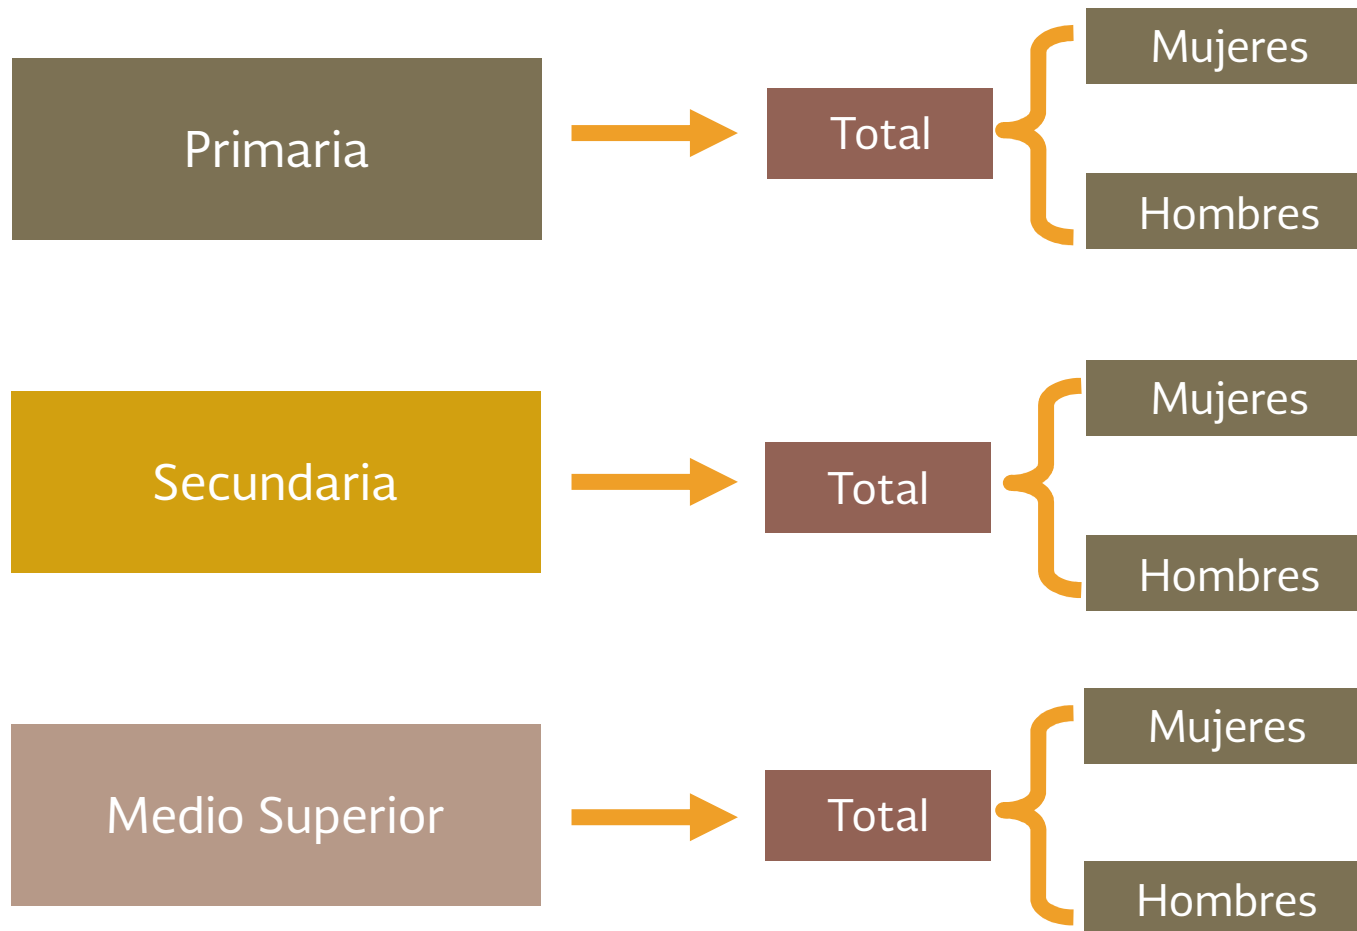 Primaria
Total
Mujeres
Hombres
Secundaria
Total
Mujeres
Hombres
Medio Superior
Total
Mujeres
Hombres